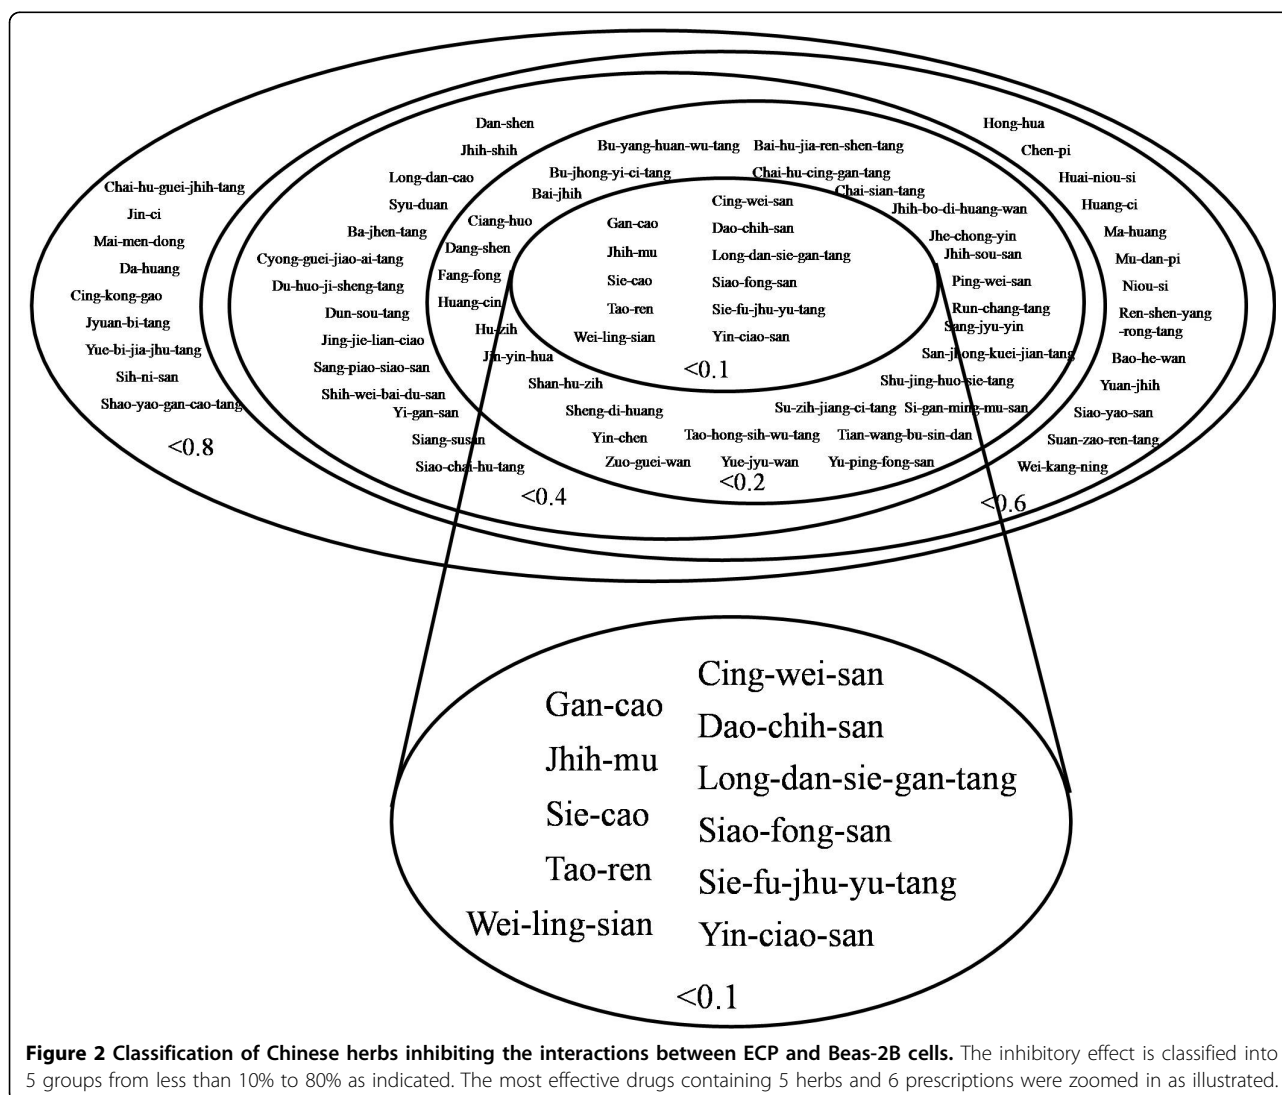 Dan-shen
Jhih-shih
Long-dan-cao
Syu-duan
Ba-jhen-tang
Cyong-guei-jiao-ai-tang
Du-huo-ji-sheng-tang
Dun-sou-tang
Jing-jie-lian-ciao
Sang-piao-siao-san
Shih-wei-bai-du-san
Yi-gan-san
Siang-susan
Siao-chai-hu-tang
<0.4
Chai-hu-guei-jhih-tang
Jin-ci
Mai-men-dong
Da-huang
Cing-kong-gao
Jyuan-bi-tang
Yue-bi-jia-jhu-tang
Sih-ni-san
Shao-yao-gan-cao-tang
<0.8
Bu-yang-huan-wu-tang
Bu-jhong-yi-ci-tang
Bai-jhih
Ciang-huo
Dang-shen
Fang-fong
Huang-cin
Hu-zih
Jin-yin-hua
Shan-hu-zih
Sheng-di-huang
Yin-chen
Zuo-guei-wan
Bai-hu-jia-ren-shen-tang
Chai-hu-cing-gan-tang
Chai-sian-tang
Jhih-bo-di-huang-wan
Jhe-chong-yin
Jhih-sou-san
Ping-wei-san
Run-chang-tang
Sang-jyu-yin
San-jhong-kuei-jian-tang
Shu-jing-huo-sie-tang
Su-zih-jiang-ci-tang
Si-gan-ming-mu-san
Tao-hong-sih-wu-tang
Tian-wang-bu-sin-dan
Yue-jyu-wan
Yu-ping-fong-san
<0.2
Gan-cao
Jhih-mu
Sie-cao
Tao-ren
Wei-ling-sian
Cing-wei-san
Dao-chih-san
Long-dan-sie-gan-tang
Siao-fong-san
Sie-fu-jhu-yu-tang
Yin-ciao-san
<0.1
Hong-hua
Chen-pi
Huai-niou-si
Huang-ci
Ma-huang
Mu-dan-pi
Niou-si
Ren-shen-yang
-rong-tang
Bao-he-wan
Yuan-jhih
Siao-yao-san
Suan-zao-ren-tang
Wei-kang-ning
<0.6
Gan-cao
Jhih-mu
Sie-cao
Tao-ren
Wei-ling-sian
Cing-wei-san
Dao-chih-san
Long-dan-sie-gan-tang
Siao-fong-san
Sie-fu-jhu-yu-tang
Yin-ciao-san
<0.1
Figure 2 Classification of Chinese herbs inhibiting the interactions between ECP and Beas-2B cells. The inhibitory effect is classified into
5 groups from less than 10% to 80% as indicated. The most effective drugs containing 5 herbs and 6 prescriptions were zoomed in as illustrated.